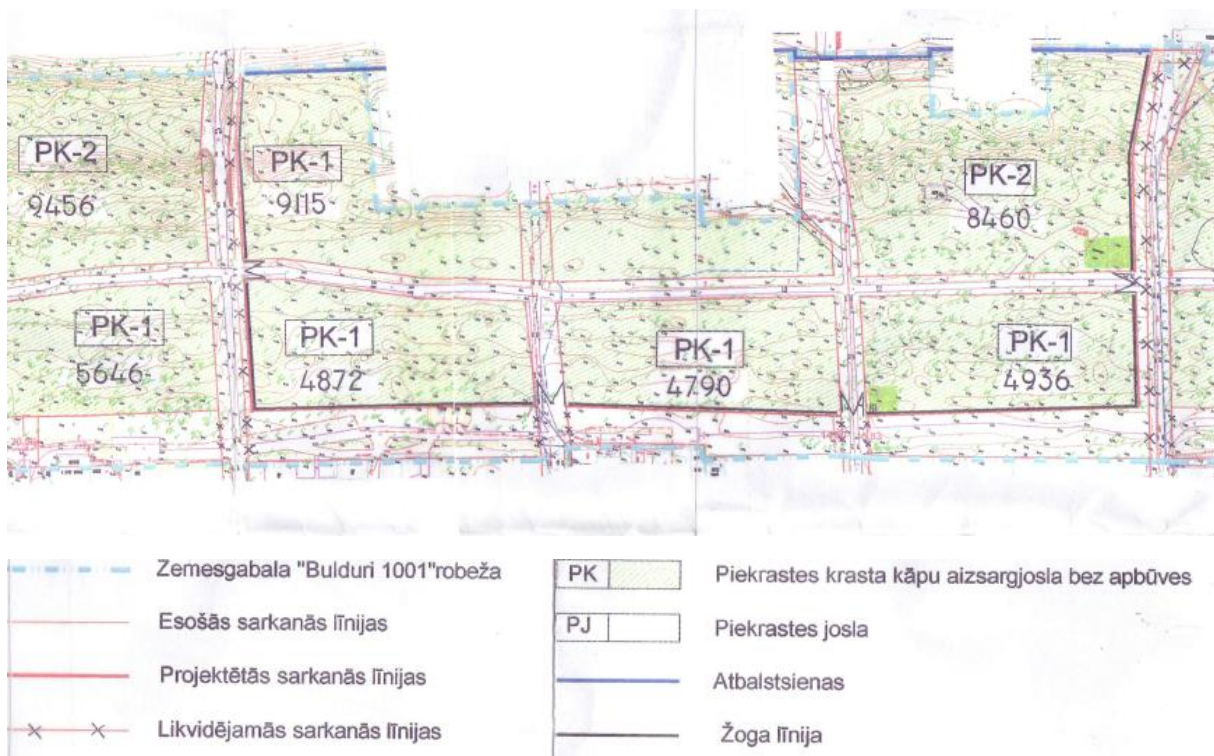 PK-2
9456
PK-1
9115
PK-2
8460
PK-1
5646
PK-1
4872
PK-1
4790
PK-1
4936
Zemesgabala "Bulduri 1001"robeža
Esošās sarkanās līnijas
Projektētās sarkanās līnijas
Likvidējamās sarkanās līnijas
PK
Piekrastes krasta kāpu aizsargjosla bez apbūves
PJ
Piekrastes josla
Atbalstsienas
Žoga līnija